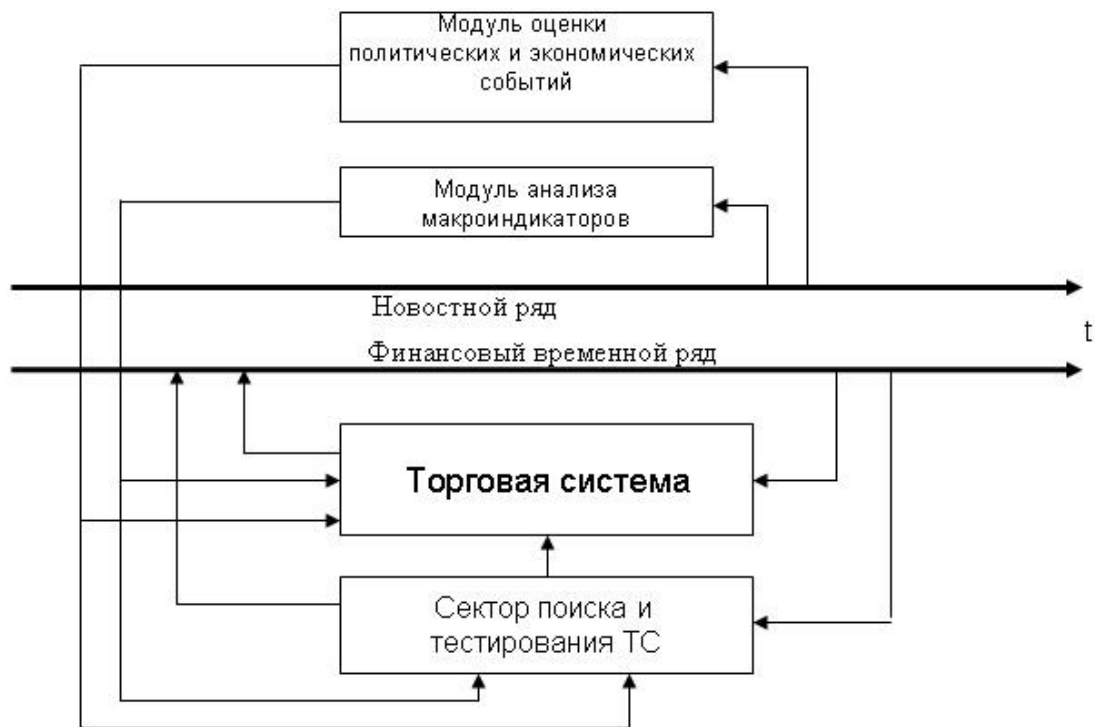 Модуль оценки
политических и экономических
событий
Модуль анализа
макроиндикаторов
Новостной ряд
t
Финансовый временной ряд
Торговая система
Сектор поиска и
тестирования ТС